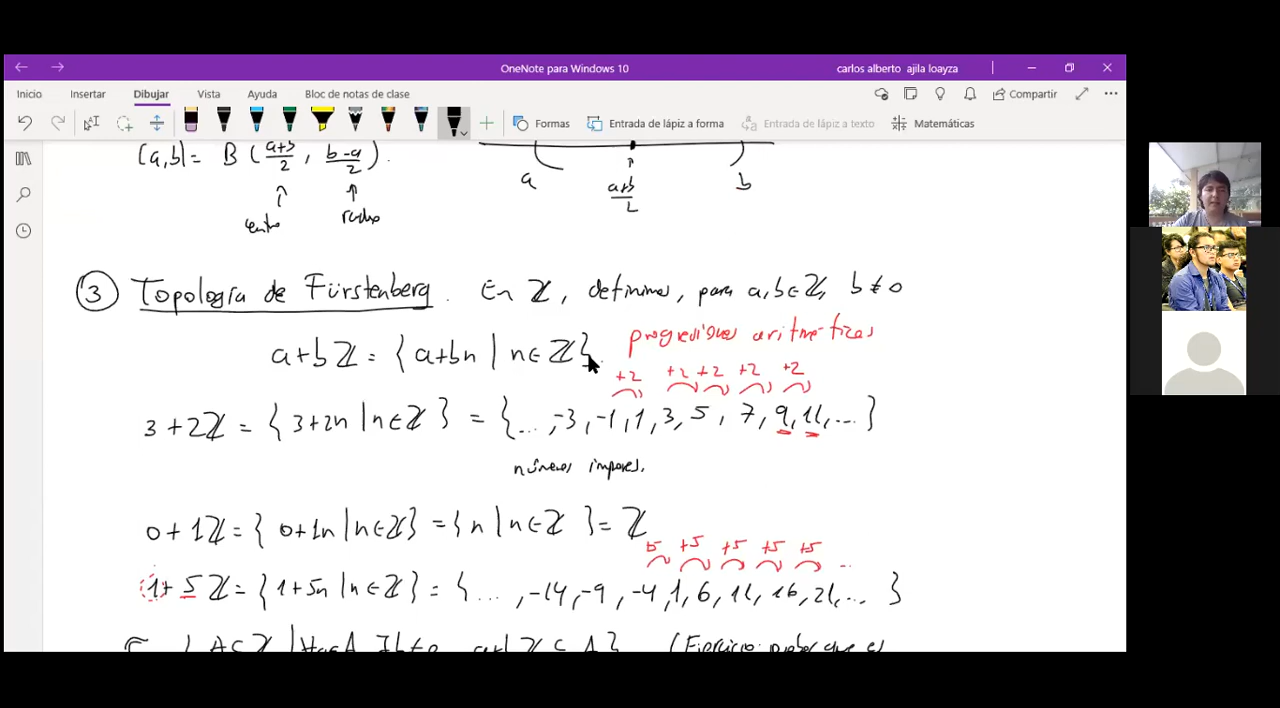 OneNote para Windows 10
carlos alberto ajila loayza
Inicio Insertar Dibujar Vista Ayuda Bloc de notas de clase
Compartir
Formas Entrada de lápiz a forma Entrada de lápiz a texto Matemáticas
(a,b)= B (a+b/2, b-a/2).
a a+b/2 b
centro radio
③ Topología de Fürstenberg. En ℤ, definimos, para a,b∈ℤ, b≠0
a+bℤ = {a+bn | n∈ℤ}. progresiones aritméticas
+2 +2 +2 +2 +2
3+2ℤ = {3+2n | n∈ℤ} = {..., -3, -1, 1, 3, 5, 7, 9, 11, ...}
números impares.
0+1ℤ = {0+1n | n∈ℤ} = {n | n∈ℤ} = ℤ
+5 +5 +5 +5 +5 ...
1+5ℤ = {1+5n | n∈ℤ} = {..., -14, -9, -4, 1, 6, 11, 16, 21, ...}
(Ejercicio: probar que es